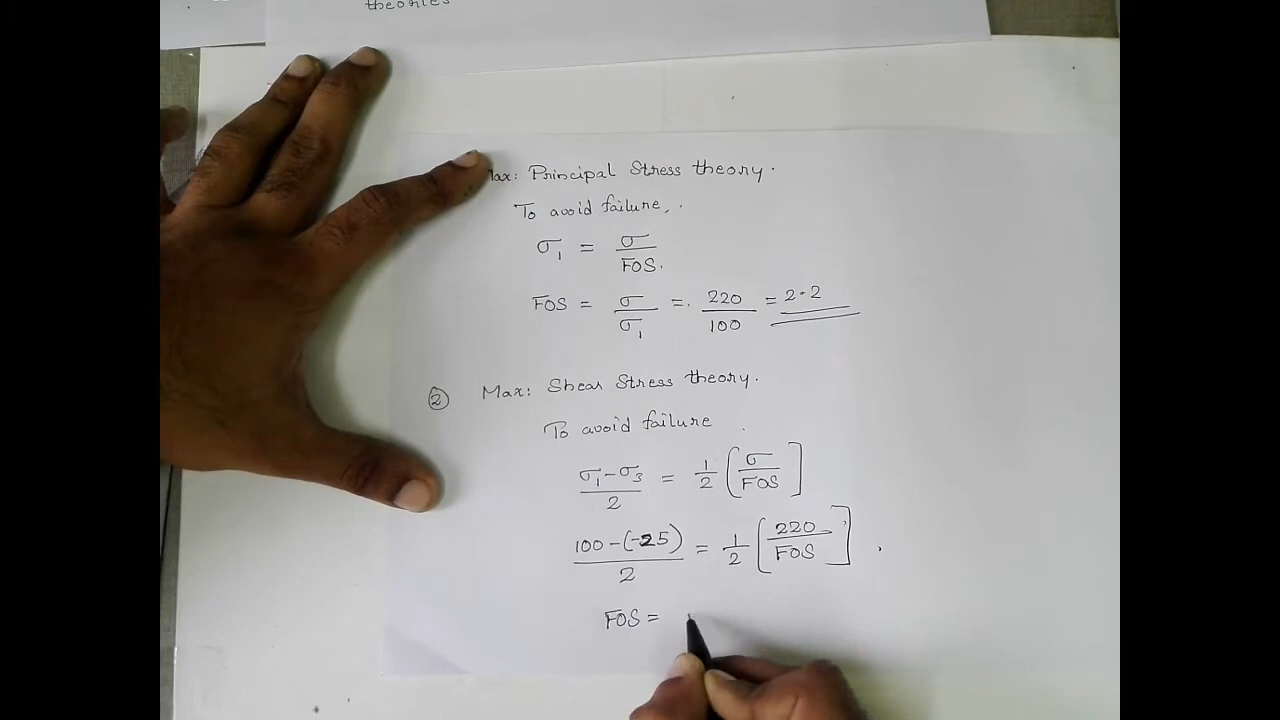 theories
Max: Principal Stress theory.
To avoid failure,.
σ₁ = σ/FOS.
FOS = σ/σ₁ = 220/100 = 2.2
② Max: Shear Stress theory.
To avoid failure
(σ₁-σ₃)/2 = 1/2 [σ/FOS]
(100-(-25))/2 = 1/2 [220/FOS]
FOS =